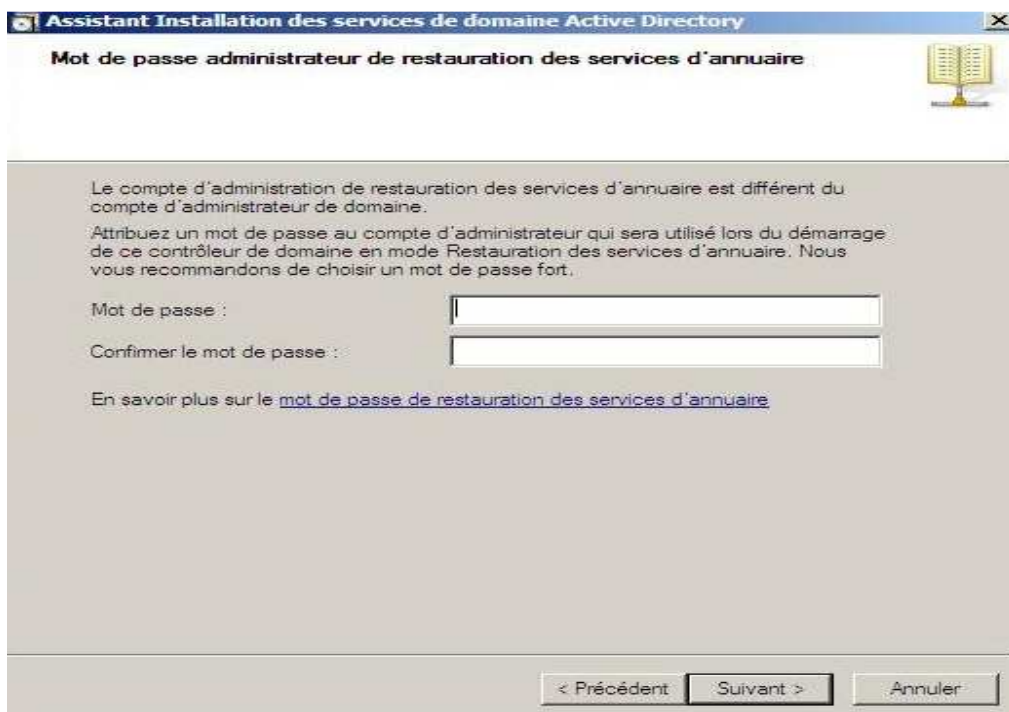 Assistant Installation des services de domaine Active Directory
Mot de passe administrateur de restauration des services d'annuaire
Le compte d'administration de restauration des services d'annuaire est différent du
compte d'administrateur de domaine.
Attribuez un mot de passe au compte d'administrateur qui sera utilisé lors du démarrage
de ce contrôleur de domaine en mode Restauration des services d'annuaire. Nous
vous recommandons de choisir un mot de passe fort.
Mot de passe :
Confirmer le mot de passe :
En savoir plus sur le mot de passe de restauration des services d'annuaire
< Précédent Suivant > Annuler